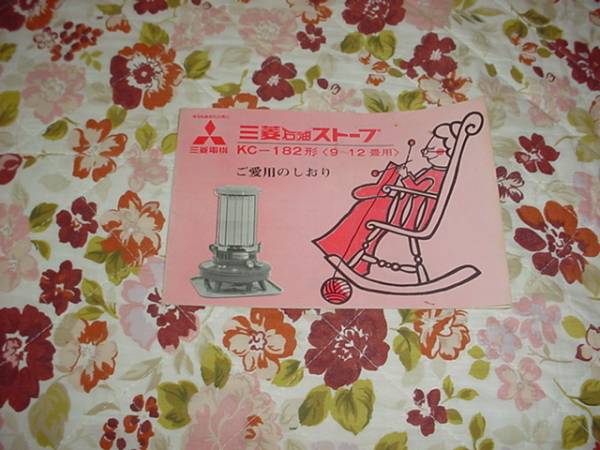 三菱石油ストーブ
三菱電機
KC-182形〈9~12畳用〉
ご愛用のしおり